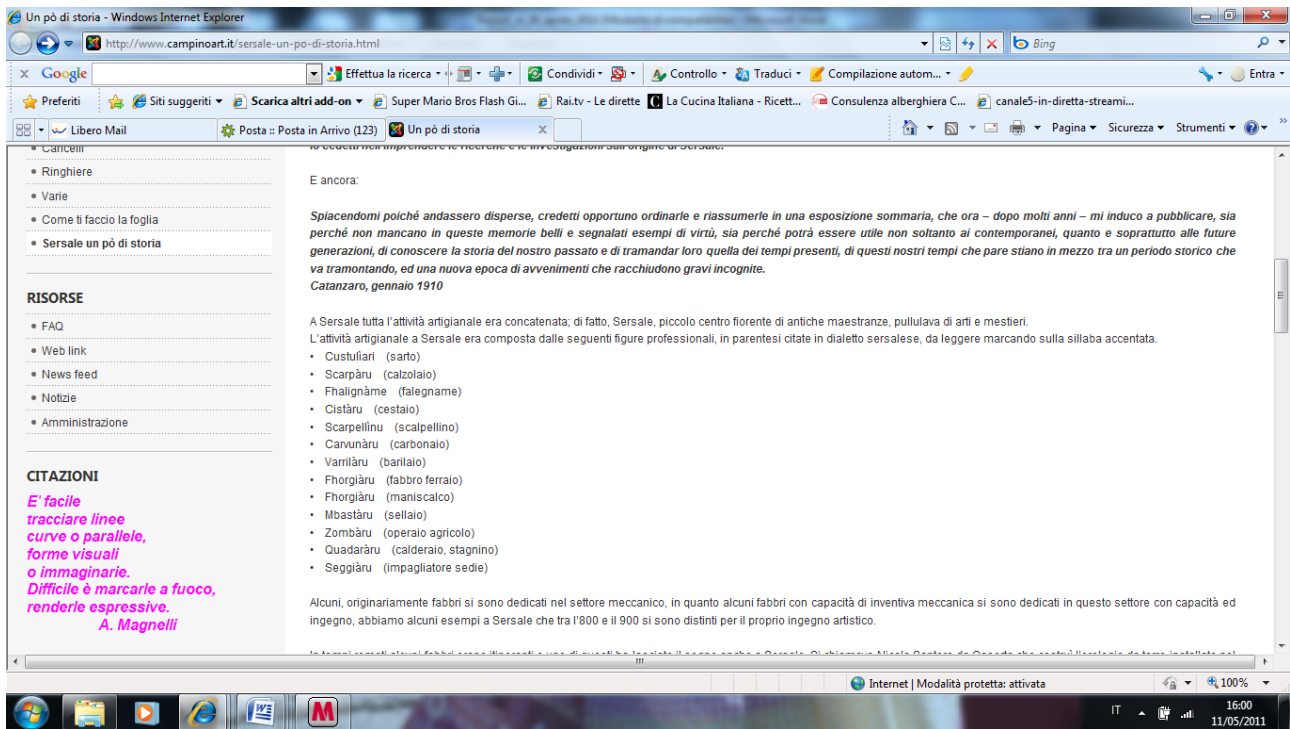 Un pò di storia - Windows Internet Explorer
http://www.campinoart.it/sersale-un-po-di-storia.html
Bing
x Google
Effettua la ricerca
Condividi
Controllo
Traduci
Compilazione autom...
Entra
Preferiti
Siti suggeriti
Scarica altri add-on
Super Mario Bros Flash Gi...
Rai.tv - Le dirette
La Cucina Italiana - Ricett...
Consulenza alberghiera C...
canale5-in-diretta-streami...
Libero Mail
Posta :: Posta in Arrivo (123)
Un pò di storia
x
Pagina
Sicurezza
Strumenti
Cancelli
Ringhiere
Varie
Come ti faccio la foglia
Sersale un pò di storia
RISORSE
FAQ
Web link
News feed
Notizie
Amministrazione
CITAZIONI
E' facile
tracciare linee
curve o parallele,
forme visuali
o immaginarie.
Difficile è marcarle a fuoco,
renderle espressive.
A. Magnelli
io cedetti nell'imprendere le ricerche e le investigazioni sull'origine di Sersale.
E ancora:
Spiacendomi poiché andassero disperse, credetti opportuno ordinarle e riassumerle in una esposizione sommaria, che ora – dopo molti anni – mi induco a pubblicare, sia
perché non mancano in queste memorie belli e segnalati esempi di virtù, sia perché potrà essere utile non soltanto ai contemporanei, quanto e soprattutto alle future
generazioni, di conoscere la storia del nostro passato e di tramandar loro quella dei tempi presenti, di questi nostri tempi che pare stiano in mezzo tra un periodo storico che
va tramontando, ed una nuova epoca di avvenimenti che racchiudono gravi incognite.
Catanzaro, gennaio 1910
A Sersale tutta l'attività artigianale era concatenata; di fatto, Sersale, piccolo centro fiorente di antiche maestranze, pullulava di arti e mestieri.
L'attività artigianale a Sersale era composta dalle seguenti figure professionali, in parentesi citate in dialetto sersalese, da leggere marcando sulla sillaba accentata.
• Custulìari (sarto)
• Scarpàru (calzolaio)
• Fhalignàme (falegname)
• Cistàru (cestaio)
• Scarpellìnu (scalpellino)
• Carvunàru (carbonaio)
• Varrilàru (barilaio)
• Fhorgiàru (fabbro ferraio)
• Fhorgiàru (maniscalco)
• Mbastàru (sellaio)
• Zombàru (operaio agricolo)
• Quadaràru (calderaio, stagnino)
• Seggiàru (impagliatore sedie)
Alcuni, originariamente fabbri si sono dedicati nel settore meccanico, in quanto alcuni fabbri con capacità di inventiva meccanica si sono dedicati in questo settore con capacità ed
ingegno, abbiamo alcuni esempi a Sersale che tra l'800 e il 900 si sono distinti per il proprio ingegno artistico.
Internet | Modalità protetta: attivata
100%
IT
16:00
11/05/2011